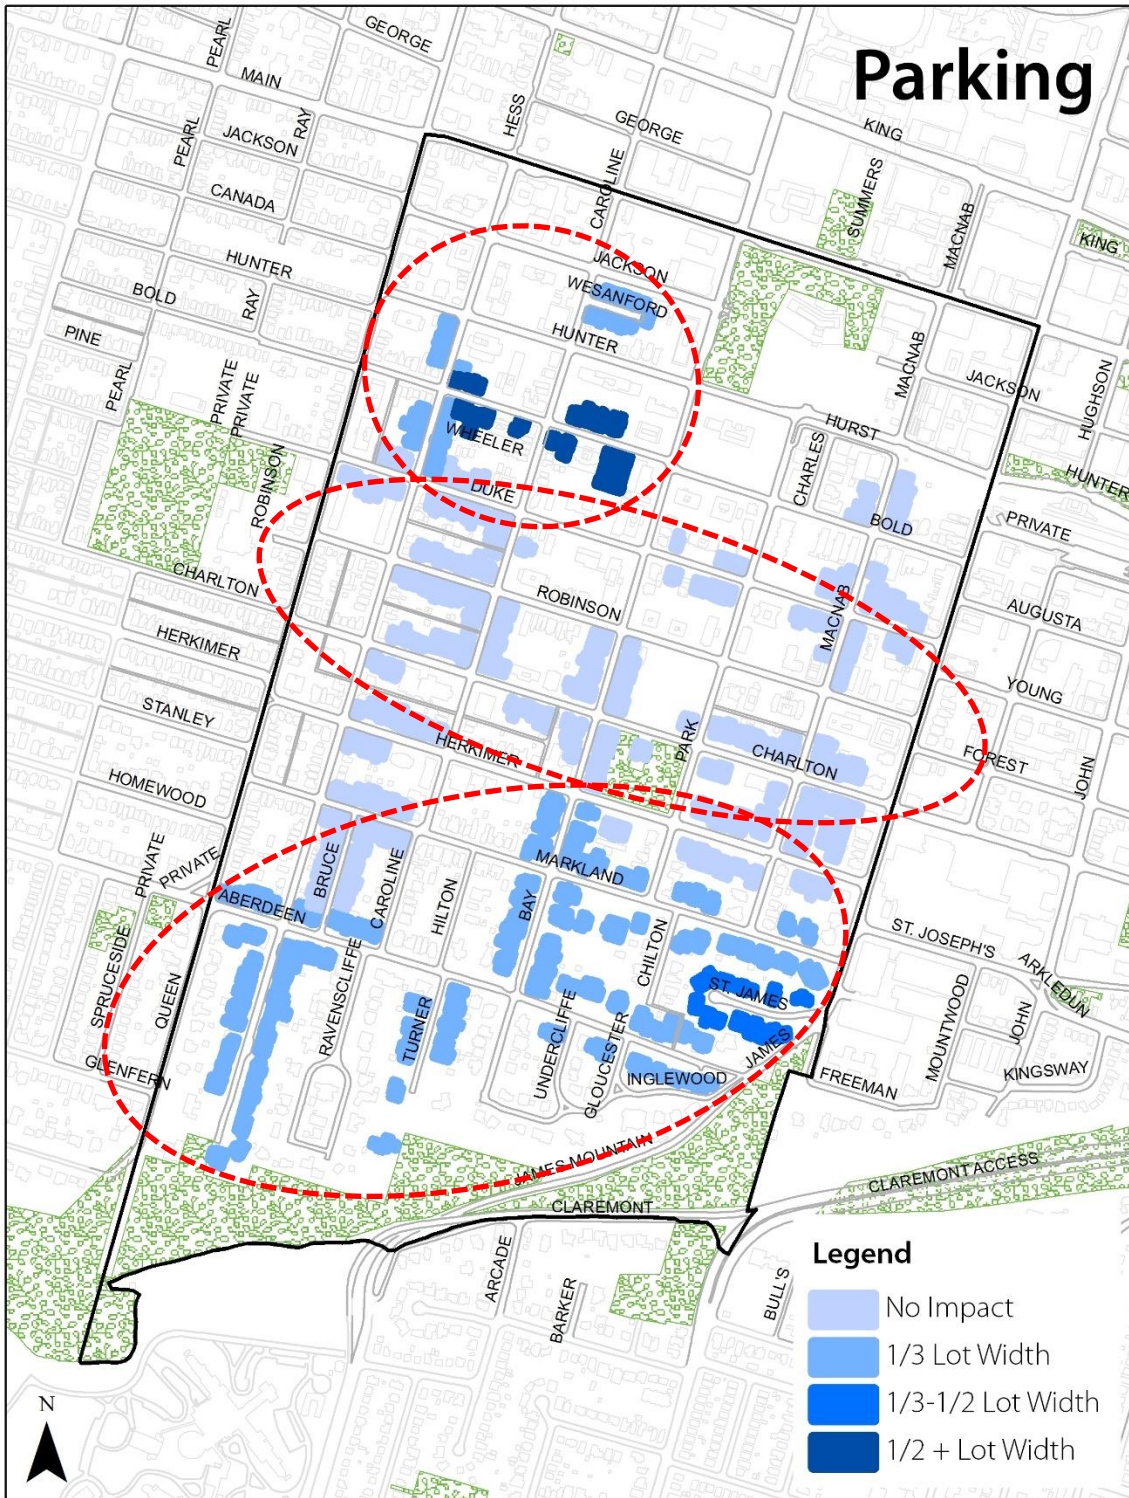 Parking
GEORGE
PEARL
MAIN
HESS
RAY
GEORGE
KING
JACKSON
PEARL
CAROLINE
SUMMERS
CANADA
MACNAB
KING
HUNTER
JACKSON
BOLD
RAY
WESANFORD
PINE
HUNTER
MACNAB
JACKSON
PEARL
PRIVATE
PRIVATE
HUGHSON
HURST
WHEELER
CHARLES
HUNTER
ROBINSON
DUKE
BOLD
PRIVATE
CHARLTON
ROBINSON
MACNAB
AUGUSTA
HERKIMER
YOUNG
STANLEY
HERKIMER
PARK
CHARLTON
FOREST
JOHN
HOMEWOOD
PRIVATE
PRIVATE
BRUCE
MARKLAND
ABERDEEN
CAROLINE
HILTON
BAY
CHILTON
ST. JOSEPH'S
ARKLEDUN
SPRUCESIDE
QUEEN
RAVENSCLIFFE
TURNER
UNDERCLIFFE
GLOUCESTER
ST. JAMES
JAMES
MOUNTWOOD
JOHN
GLENFERN
INGLEWOOD
FREEMAN
KINGSWAY
JAMES MOUNTAIN
CLAREMONT ACCESS
CLAREMONT
ARCADE
BARKER
BULL'S
Legend
No Impact
1/3 Lot Width
1/3-1/2 Lot Width
1/2 + Lot Width
N